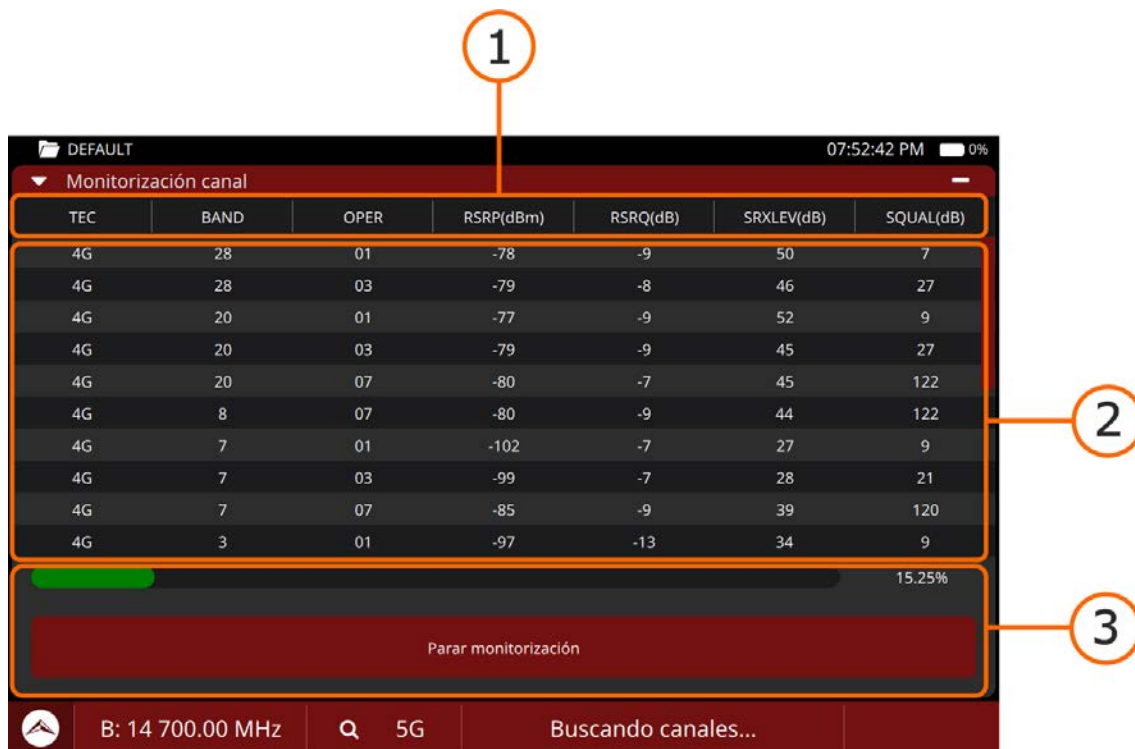 1
DEFAULT 07:52:42 PM 0%
Monitorización canal
TEC BAND OPER RSRP(dBm) RSRQ(dB) SRXLEV(dB) SQUAL(dB)
4G 28 01 -78 -9 50 7
4G 28 03 -79 -8 46 27
4G 20 01 -77 -9 52 9
4G 20 03 -79 -9 45 27
4G 20 07 -80 -7 45 122
4G 8 07 -80 -9 44 122
2
4G 7 01 -102 -7 27 9
4G 7 03 -99 -7 28 21
4G 7 07 -85 -9 39 120
4G 3 01 -97 -13 34 9
15.25%
3
Parar monitorización
B: 14 700.00 MHz 5G Buscando canales...